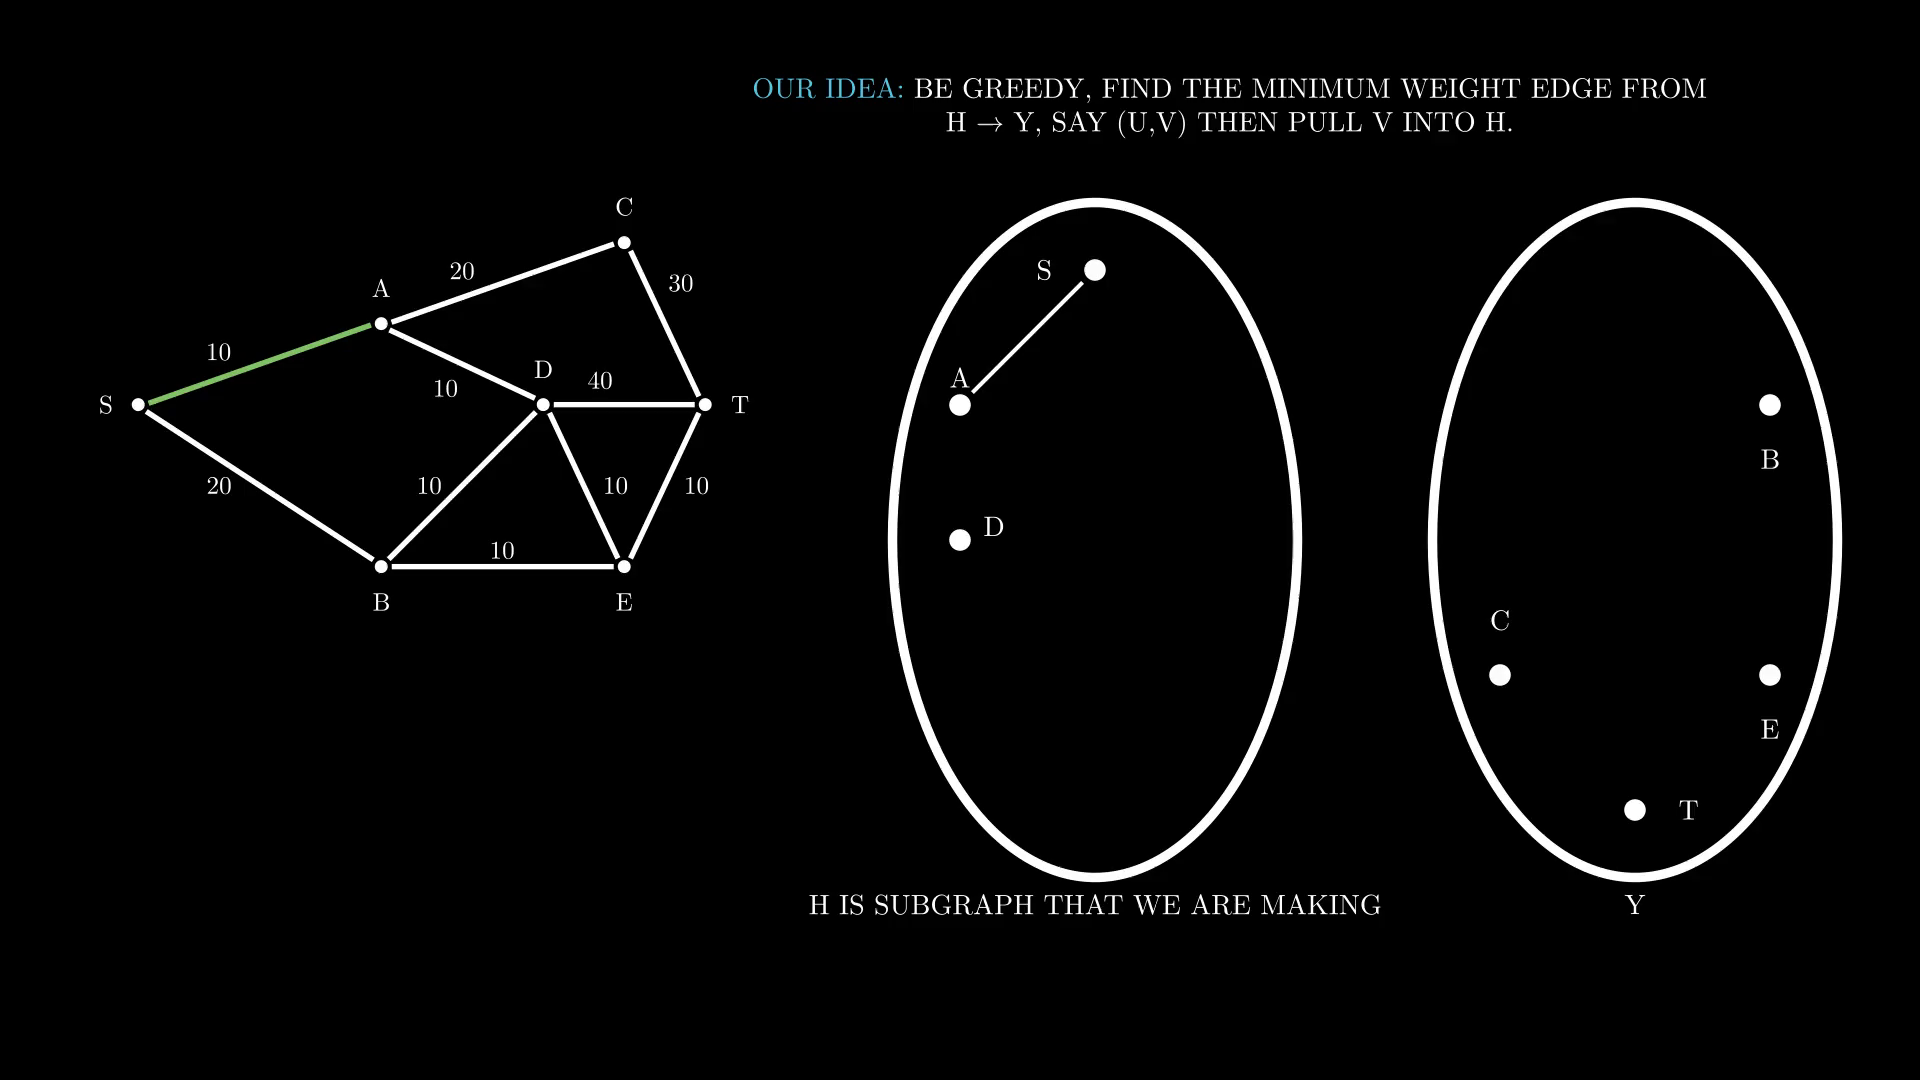 OUR IDEA: BE GREEDY, FIND THE MINIMUM WEIGHT EDGE FROM
H → Y, SAY (U,V) THEN PULL V INTO H.
C
20
30
A
10
D
40
10
S
T
20
10
10
10
10
B
E
S
A
D
B
C
E
T
H IS SUBGRAPH THAT WE ARE MAKING
Y